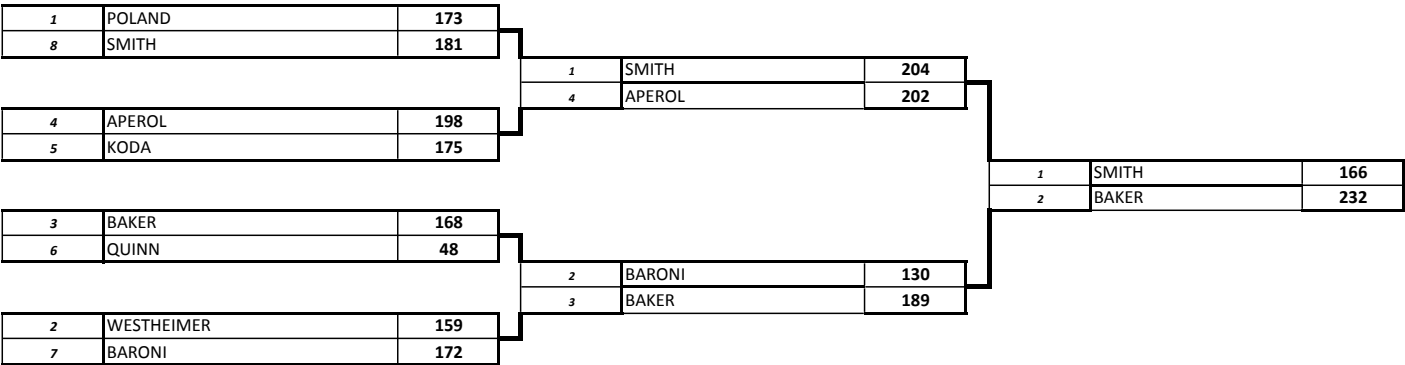 1 POLAND 173
8 SMITH 181
4 APEROL 198
5 KODA 175
3 BAKER 168
6 QUINN 48
2 WESTHEIMER 159
7 BARONI 172
1 SMITH 204
4 APEROL 202
2 BARONI 130
3 BAKER 189
1 SMITH 166
2 BAKER 232